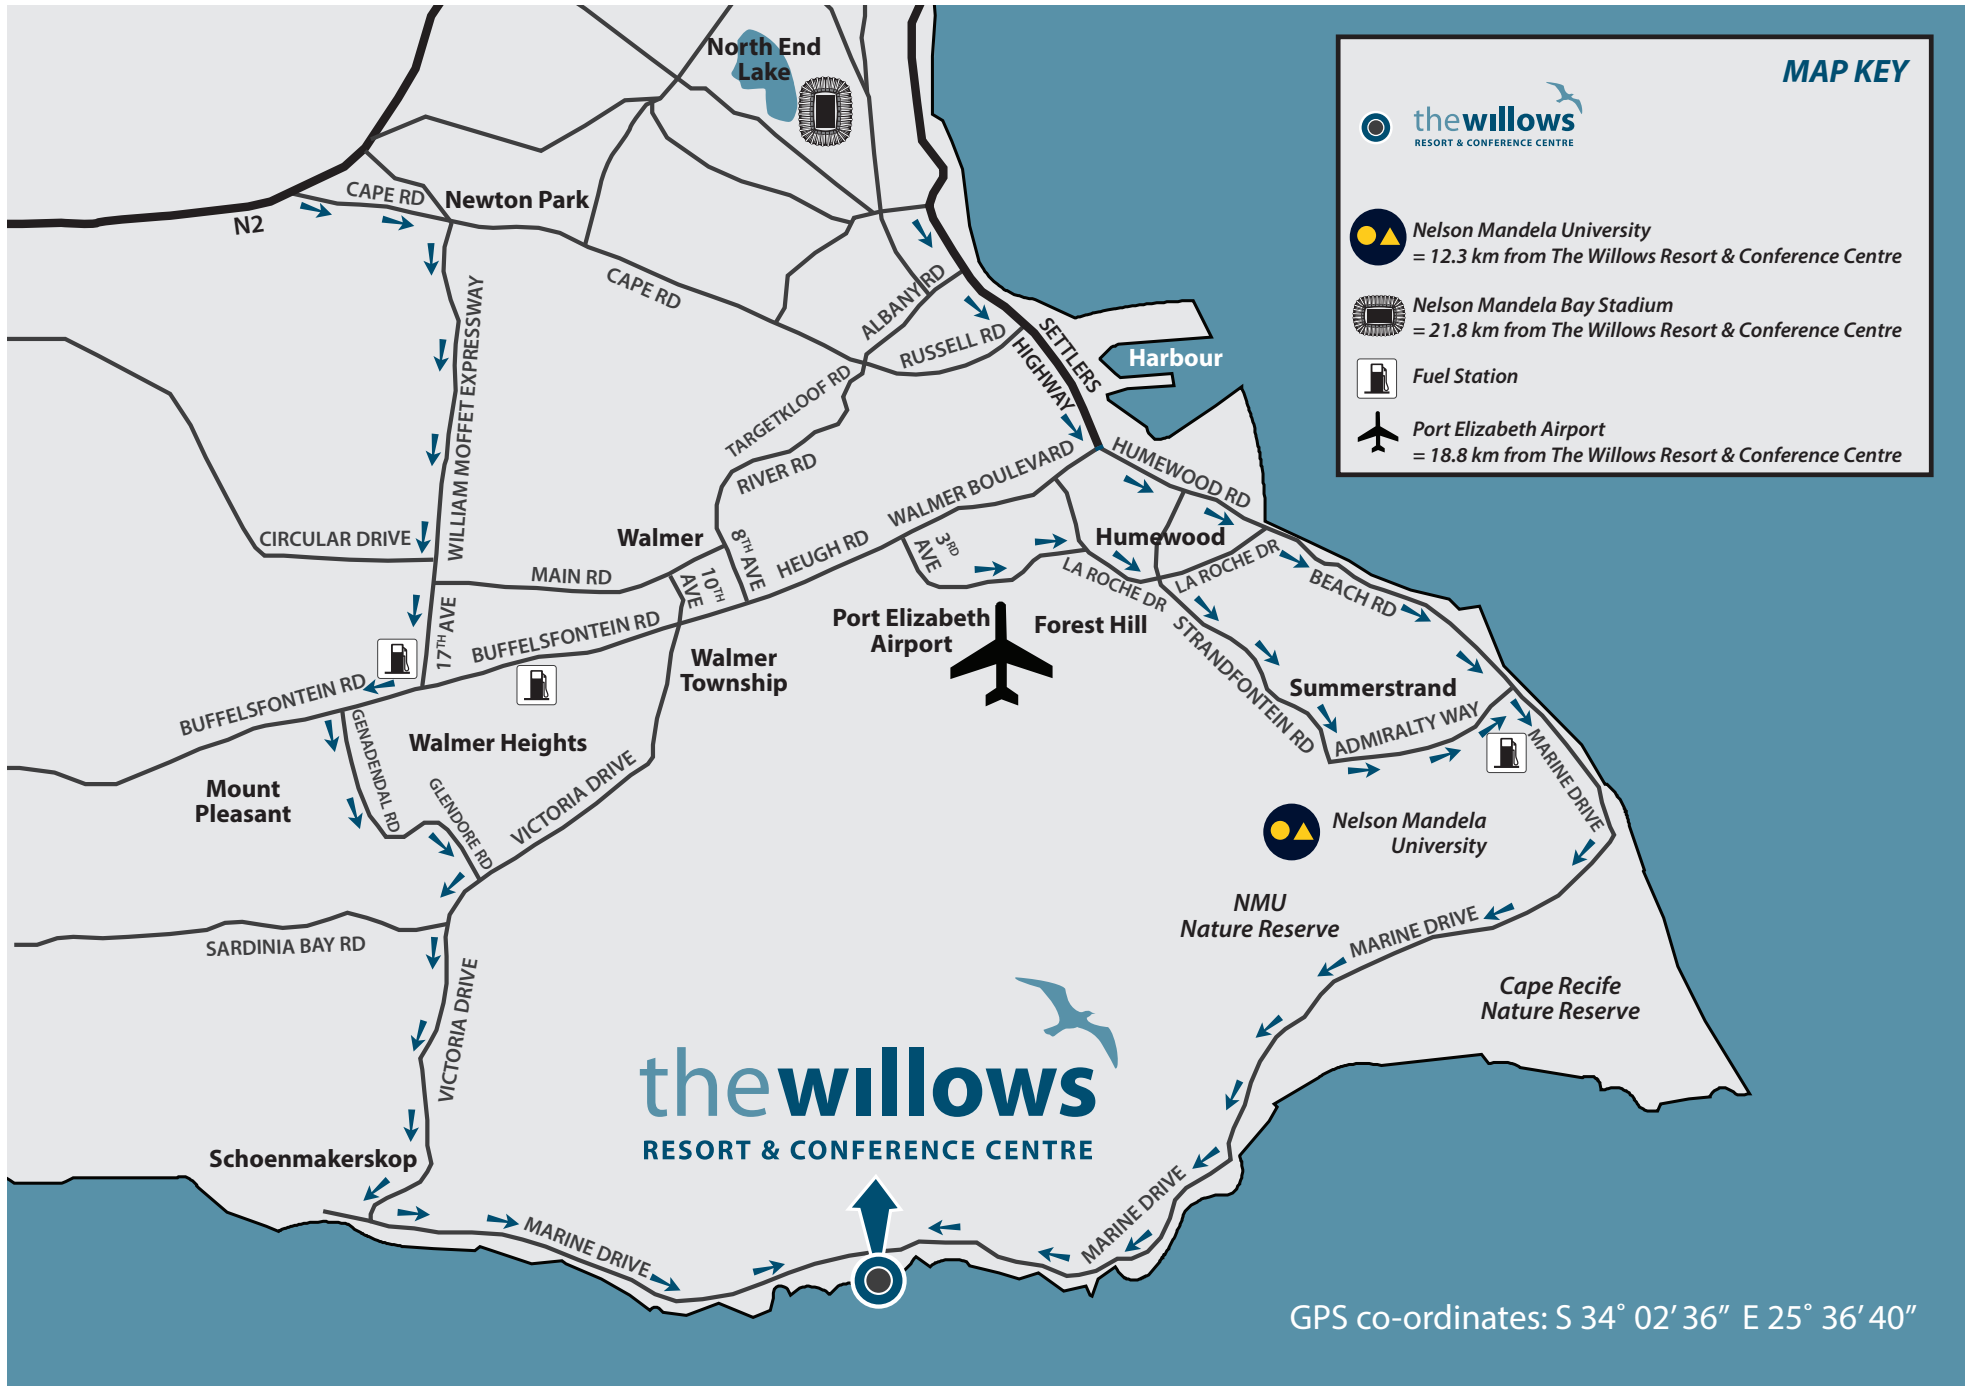 North End
Lake
MAP KEY
the willows
RESORT & CONFERENCE CENTRE
Nelson Mandela University
= 12.3 km from The Willows Resort & Conference Centre
Nelson Mandela Bay Stadium
= 21.8 km from The Willows Resort & Conference Centre
Fuel Station
Port Elizabeth Airport
= 18.8 km from The Willows Resort & Conference Centre
CAPE RD
Newton Park
N2
CAPE RD
ALBANY RD
RUSSELL RD
SETTLERS
HIGHWAY
Harbour
WILLIAM MOFFET EXPRESSWAY
TARGETKLOOF RD
RIVER RD
WALMER BOULEVARD
HUMEWOOD RD
CIRCULAR DRIVE
Walmer
8TH AVE
HEUGH RD
3RD
AVE
Humewood
MAIN RD
10TH
AVE
LA ROCHE DR
LA ROCHE DR
BEACH RD
17TH AVE
BUFFELSFONTEIN RD
Port Elizabeth
Airport
Forest Hill
STRANDFONTEIN RD
Walmer
Township
Summerstrand
BUFFELSFONTEIN RD
GENADENDAL RD
Walmer Heights
ADMIRALTY WAY
MARINE DRIVE
Mount
Pleasant
GLENDORE RD
VICTORIA DRIVE
Nelson Mandela
University
NMU
Nature Reserve
MARINE DRIVE
SARDINIA BAY RD
VICTORIA DRIVE
Cape Recife
Nature Reserve
the willows
RESORT & CONFERENCE CENTRE
Schoenmakerskop
MARINE DRIVE
MARINE DRIVE
GPS co-ordinates: S 34° 02’ 36” E 25° 36’ 40”